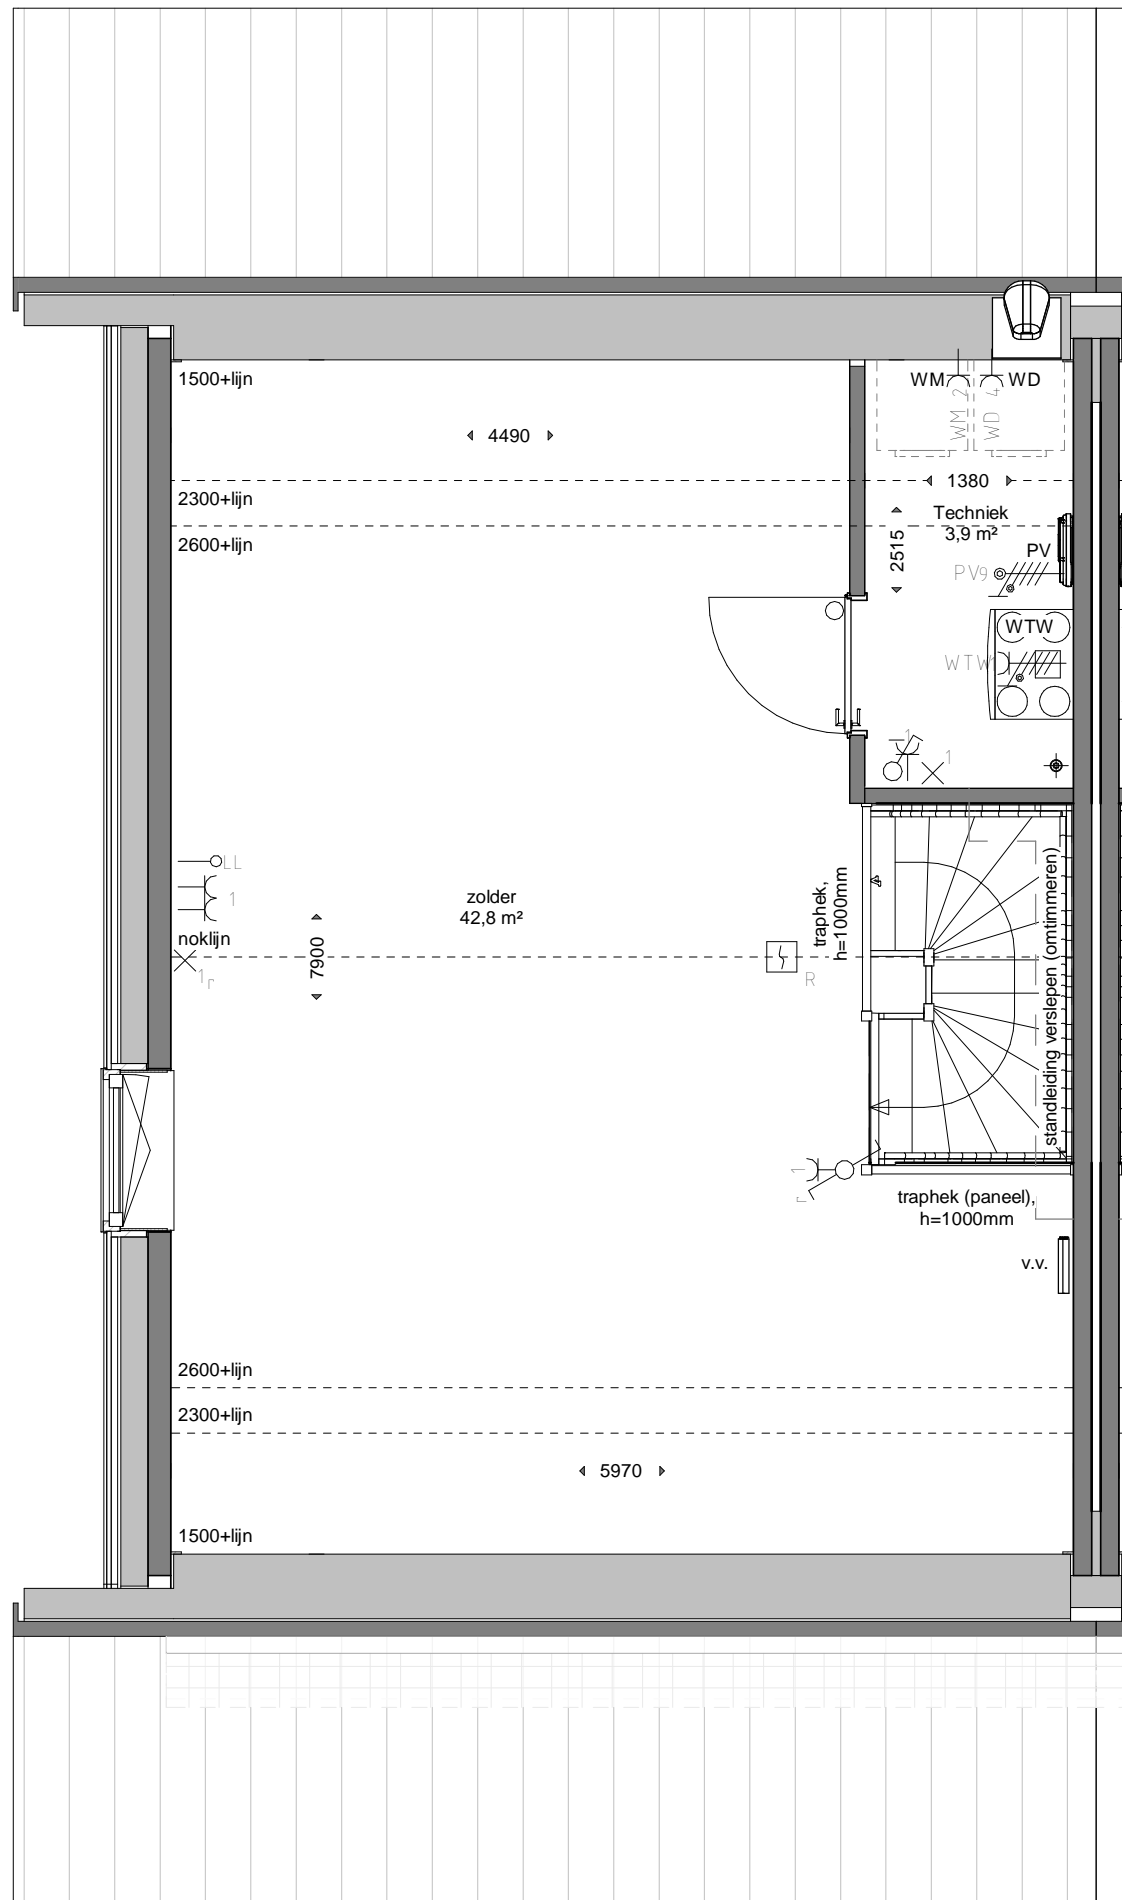 1500+lijn
WM
WD
WM 2
WD 4
4490
2300+lijn
1380
2600+lijn
Techniek
3,9 m²
2515
PV
PV9
WTW
WTW
1
1
LL
1
zolder
42,8 m²
traphek,
h=1000mm
noklijn
1r
7900
R
standleiding verslepen (omtimmeren)
1
r
traphek (paneel),
h=1000mm
v.v.
2600+lijn
2300+lijn
5970
1500+lijn